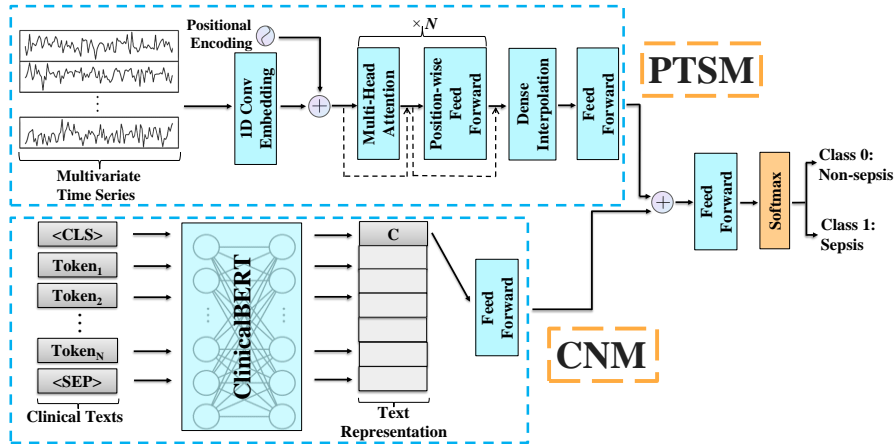 × N
Positional
Encoding
1D Conv
Embedding
Multi-Head
Attention
Position-wise
Feed
Forward
Dense
Interpolation
Feed
Forward
PTSM
Multivariate
Time Series
Feed
Forward
Softmax
Class 0:
Non-sepsis
Class 1:
Sepsis
<CLS>
Token1
Token2
TokenN
<SEP>
Clinical Texts
ClinicalBERT
C
Text
Representation
Feed
Forward
CNM